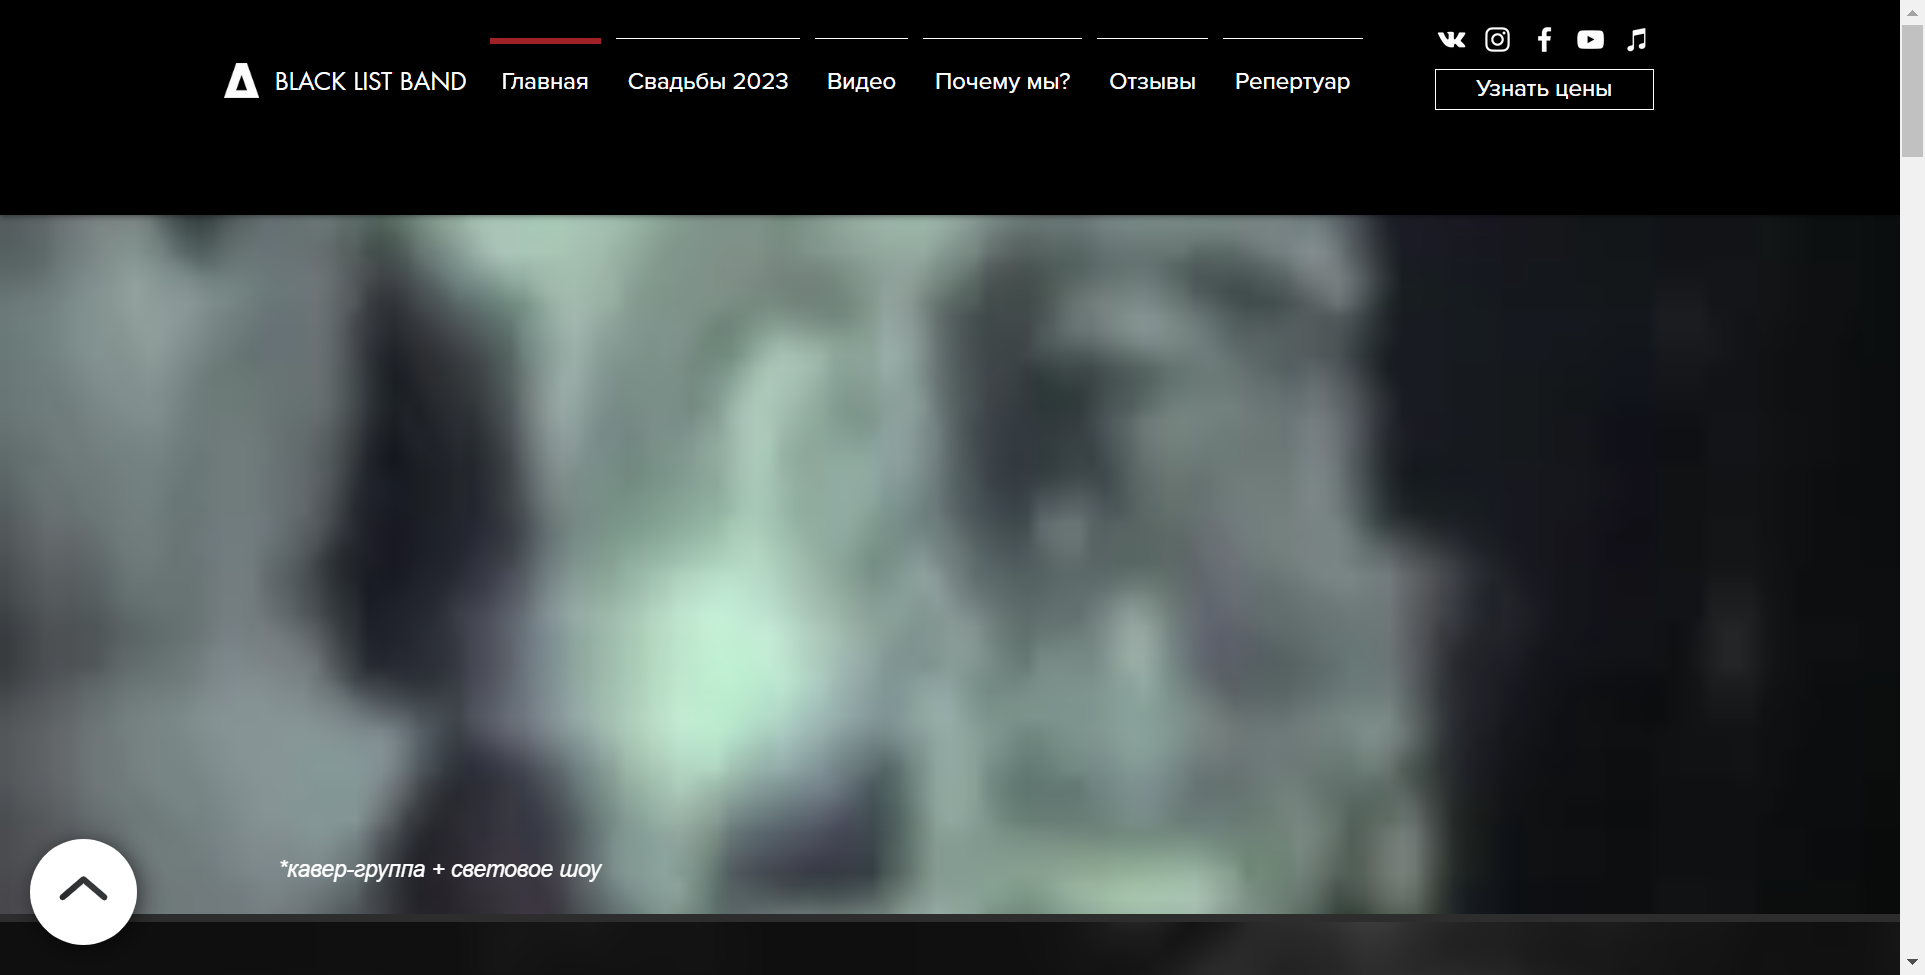 BLACK LIST BAND
Главная
Свадьбы 2023
Видео
Почему мы?
Отзывы
Репертуар
Узнать цены
*кавер-группа + световое шоу